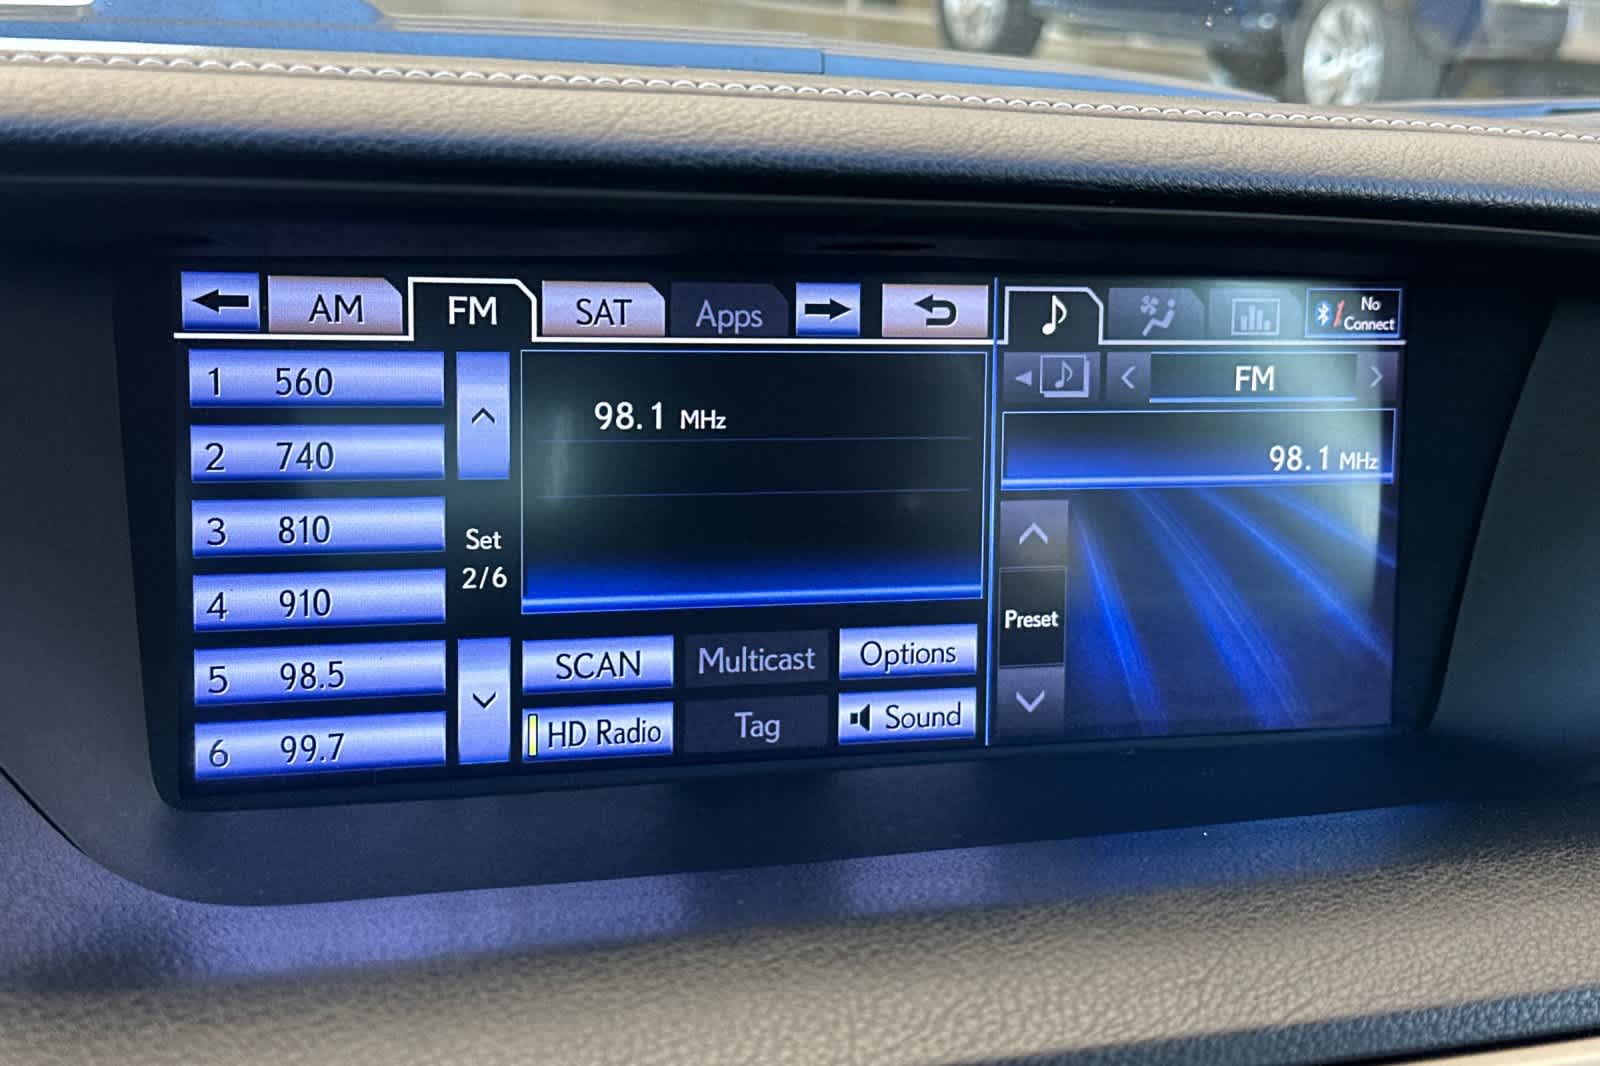 AM FM SAT Apps
No
Connect
1 560
2 740
3 810
4 910
5 98.5
6 99.7
Set
2/6
98.1 MHz
SCAN Multicast Options
HD Radio Tag Sound
FM
98.1 MHz
Preset